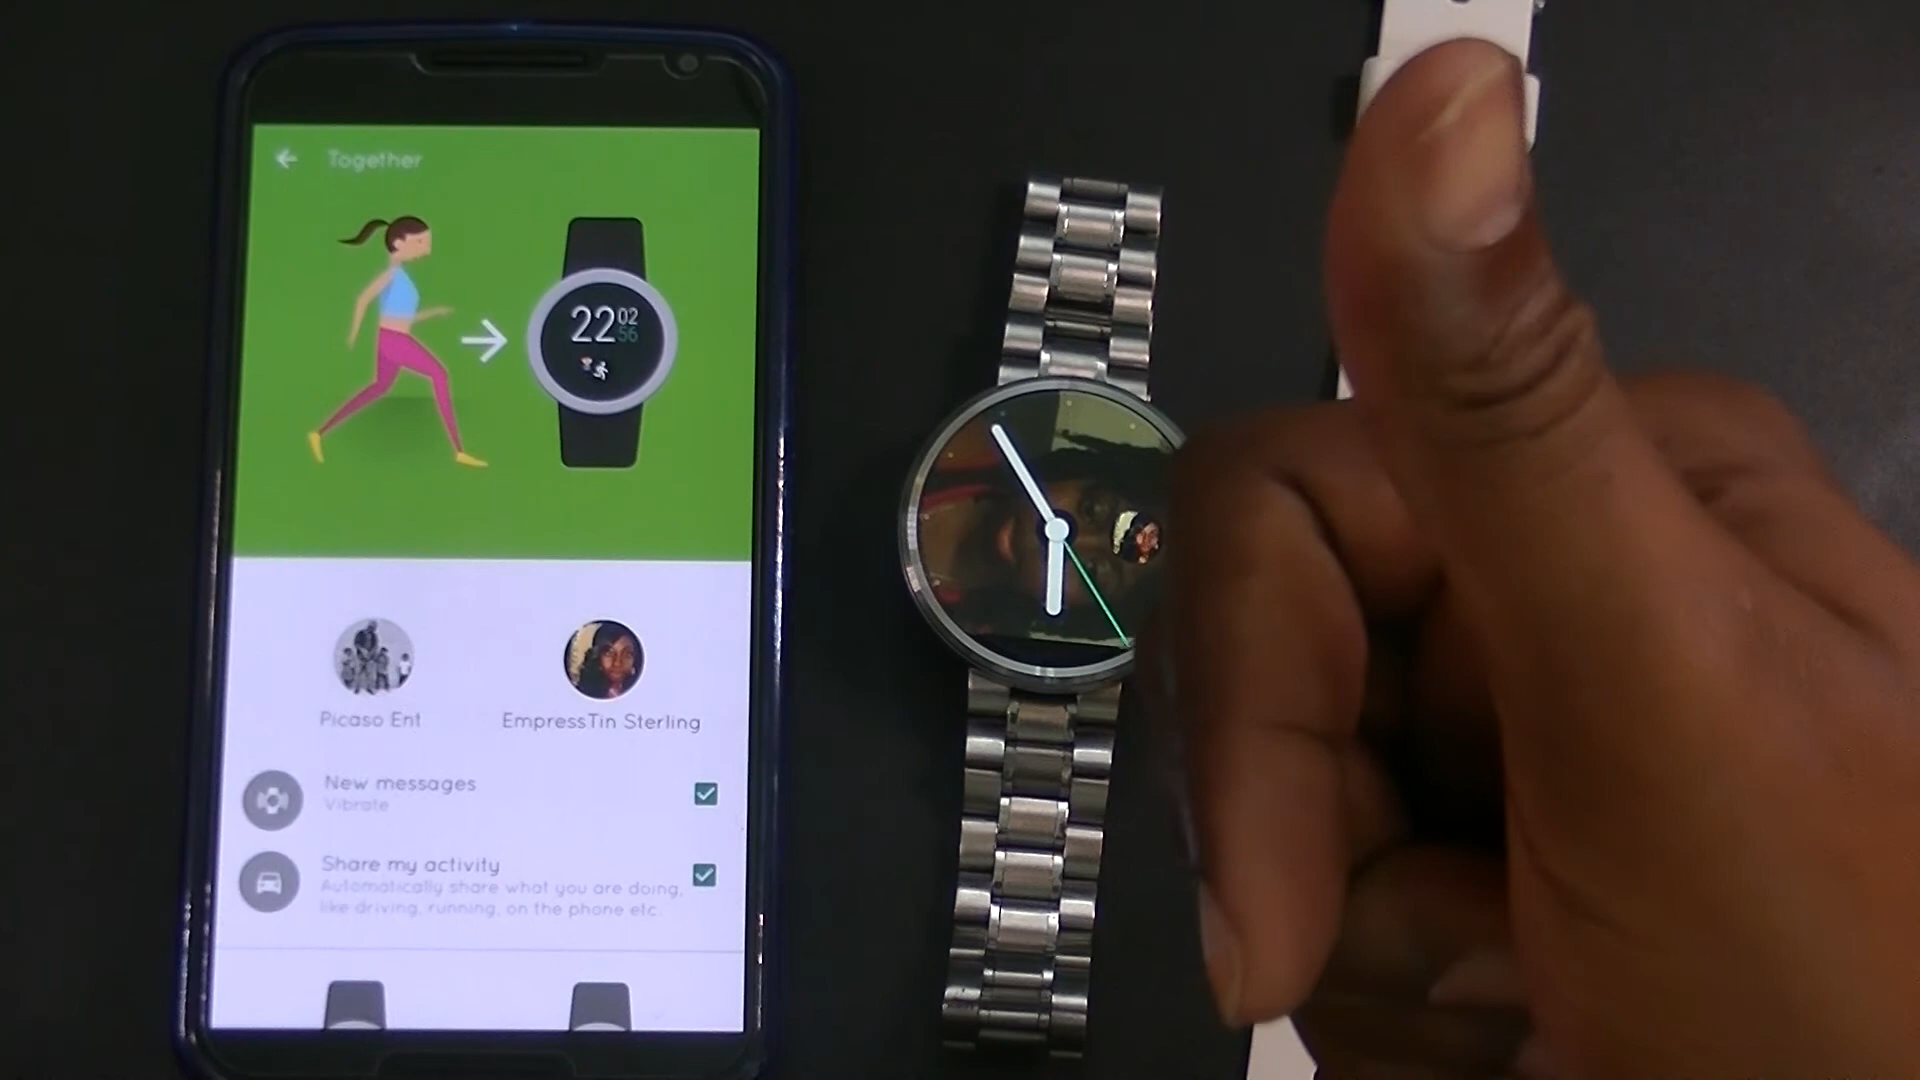 Together
22 02
56
Picaso Ent
EmpressTin Sterling
New messages
Vibrate
Share my activity
Automatically share what you are doing,
like driving, running, on the phone etc.